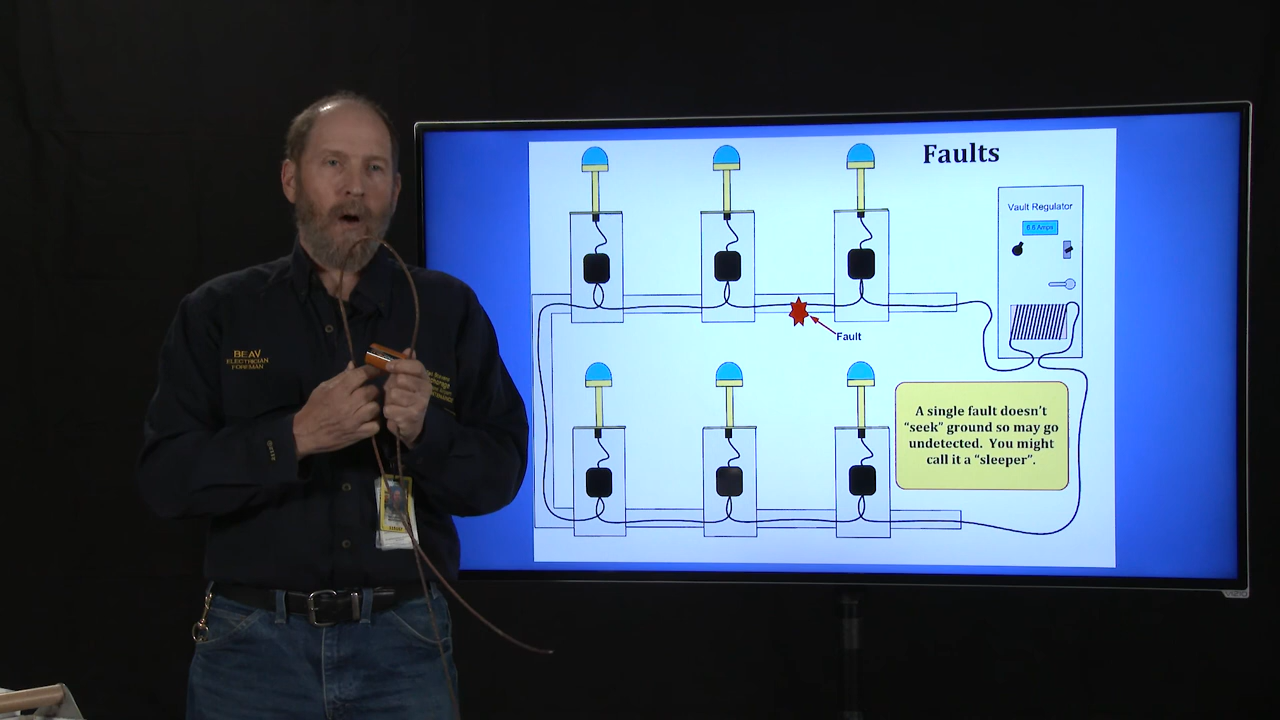 Faults
Vault Regulator
6.6 Amps
Fault
A single fault doesn't
"seek" ground so may go
undetected. You might
call it a "sleeper".
BEAV
ELECTRICIAN
FOREMAN